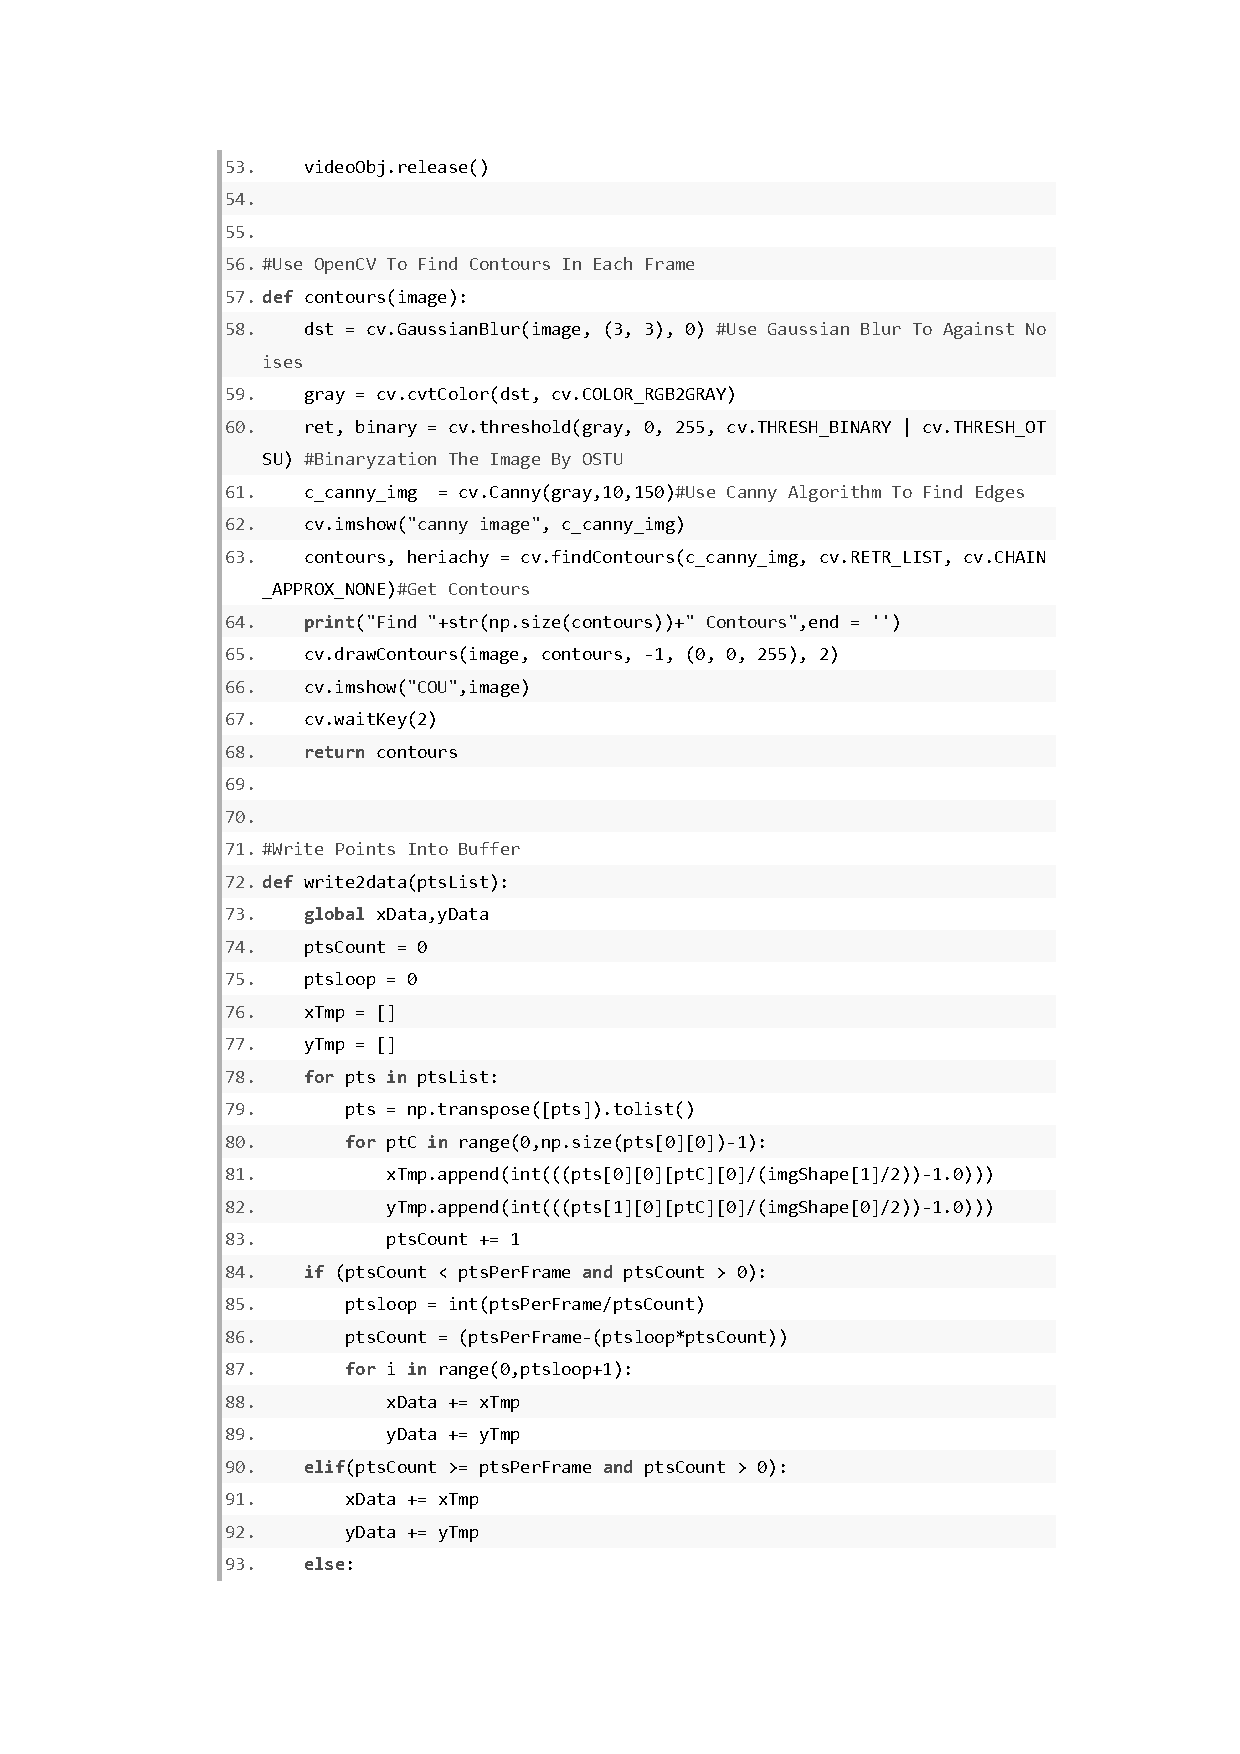 53.     videoObj.release()
54.
55.
56. #Use OpenCV To Find Contours In Each Frame
57. def contours(image):
58.     dst = cv.GaussianBlur(image, (3, 3), 0) #Use Gaussian Blur To Against No
ises
59.     gray = cv.cvtColor(dst, cv.COLOR_RGB2GRAY)
60.     ret, binary = cv.threshold(gray, 0, 255, cv.THRESH_BINARY | cv.THRESH_OT
SU) #Binaryzation The Image By OSTU
61.     c_canny_img  = cv.Canny(gray,10,150)#Use Canny Algorithm To Find Edges
62.     cv.imshow("canny image", c_canny_img)
63.     contours, heriachy = cv.findContours(c_canny_img, cv.RETR_LIST, cv.CHAIN
_APPROX_NONE)#Get Contours
64.     print("Find "+str(np.size(contours))+" Contours",end = '')
65.     cv.drawContours(image, contours, -1, (0, 0, 255), 2)
66.     cv.imshow("COU",image)
67.     cv.waitKey(2)
68.     return contours
69.
70.
71. #Write Points Into Buffer
72. def write2data(ptsList):
73.     global xData,yData
74.     ptsCount = 0
75.     ptsloop = 0
76.     xTmp = []
77.     yTmp = []
78.     for pts in ptsList:
79.         pts = np.transpose([pts]).tolist()
80.         for ptC in range(0,np.size(pts[0][0])-1):
81.             xTmp.append(int(((pts[0][0][ptC][0]/(imgShape[1]/2))-1.0)))
82.             yTmp.append(int(((pts[1][0][ptC][0]/(imgShape[0]/2))-1.0)))
83.             ptsCount += 1
84.     if (ptsCount < ptsPerFrame and ptsCount > 0):
85.         ptsloop = int(ptsPerFrame/ptsCount)
86.         ptsCount = (ptsPerFrame-(ptsloop*ptsCount))
87.         for i in range(0,ptsloop+1):
88.             xData += xTmp
89.             yData += yTmp
90.     elif(ptsCount >= ptsPerFrame and ptsCount > 0):
91.         xData += xTmp
92.         yData += yTmp
93.     else: